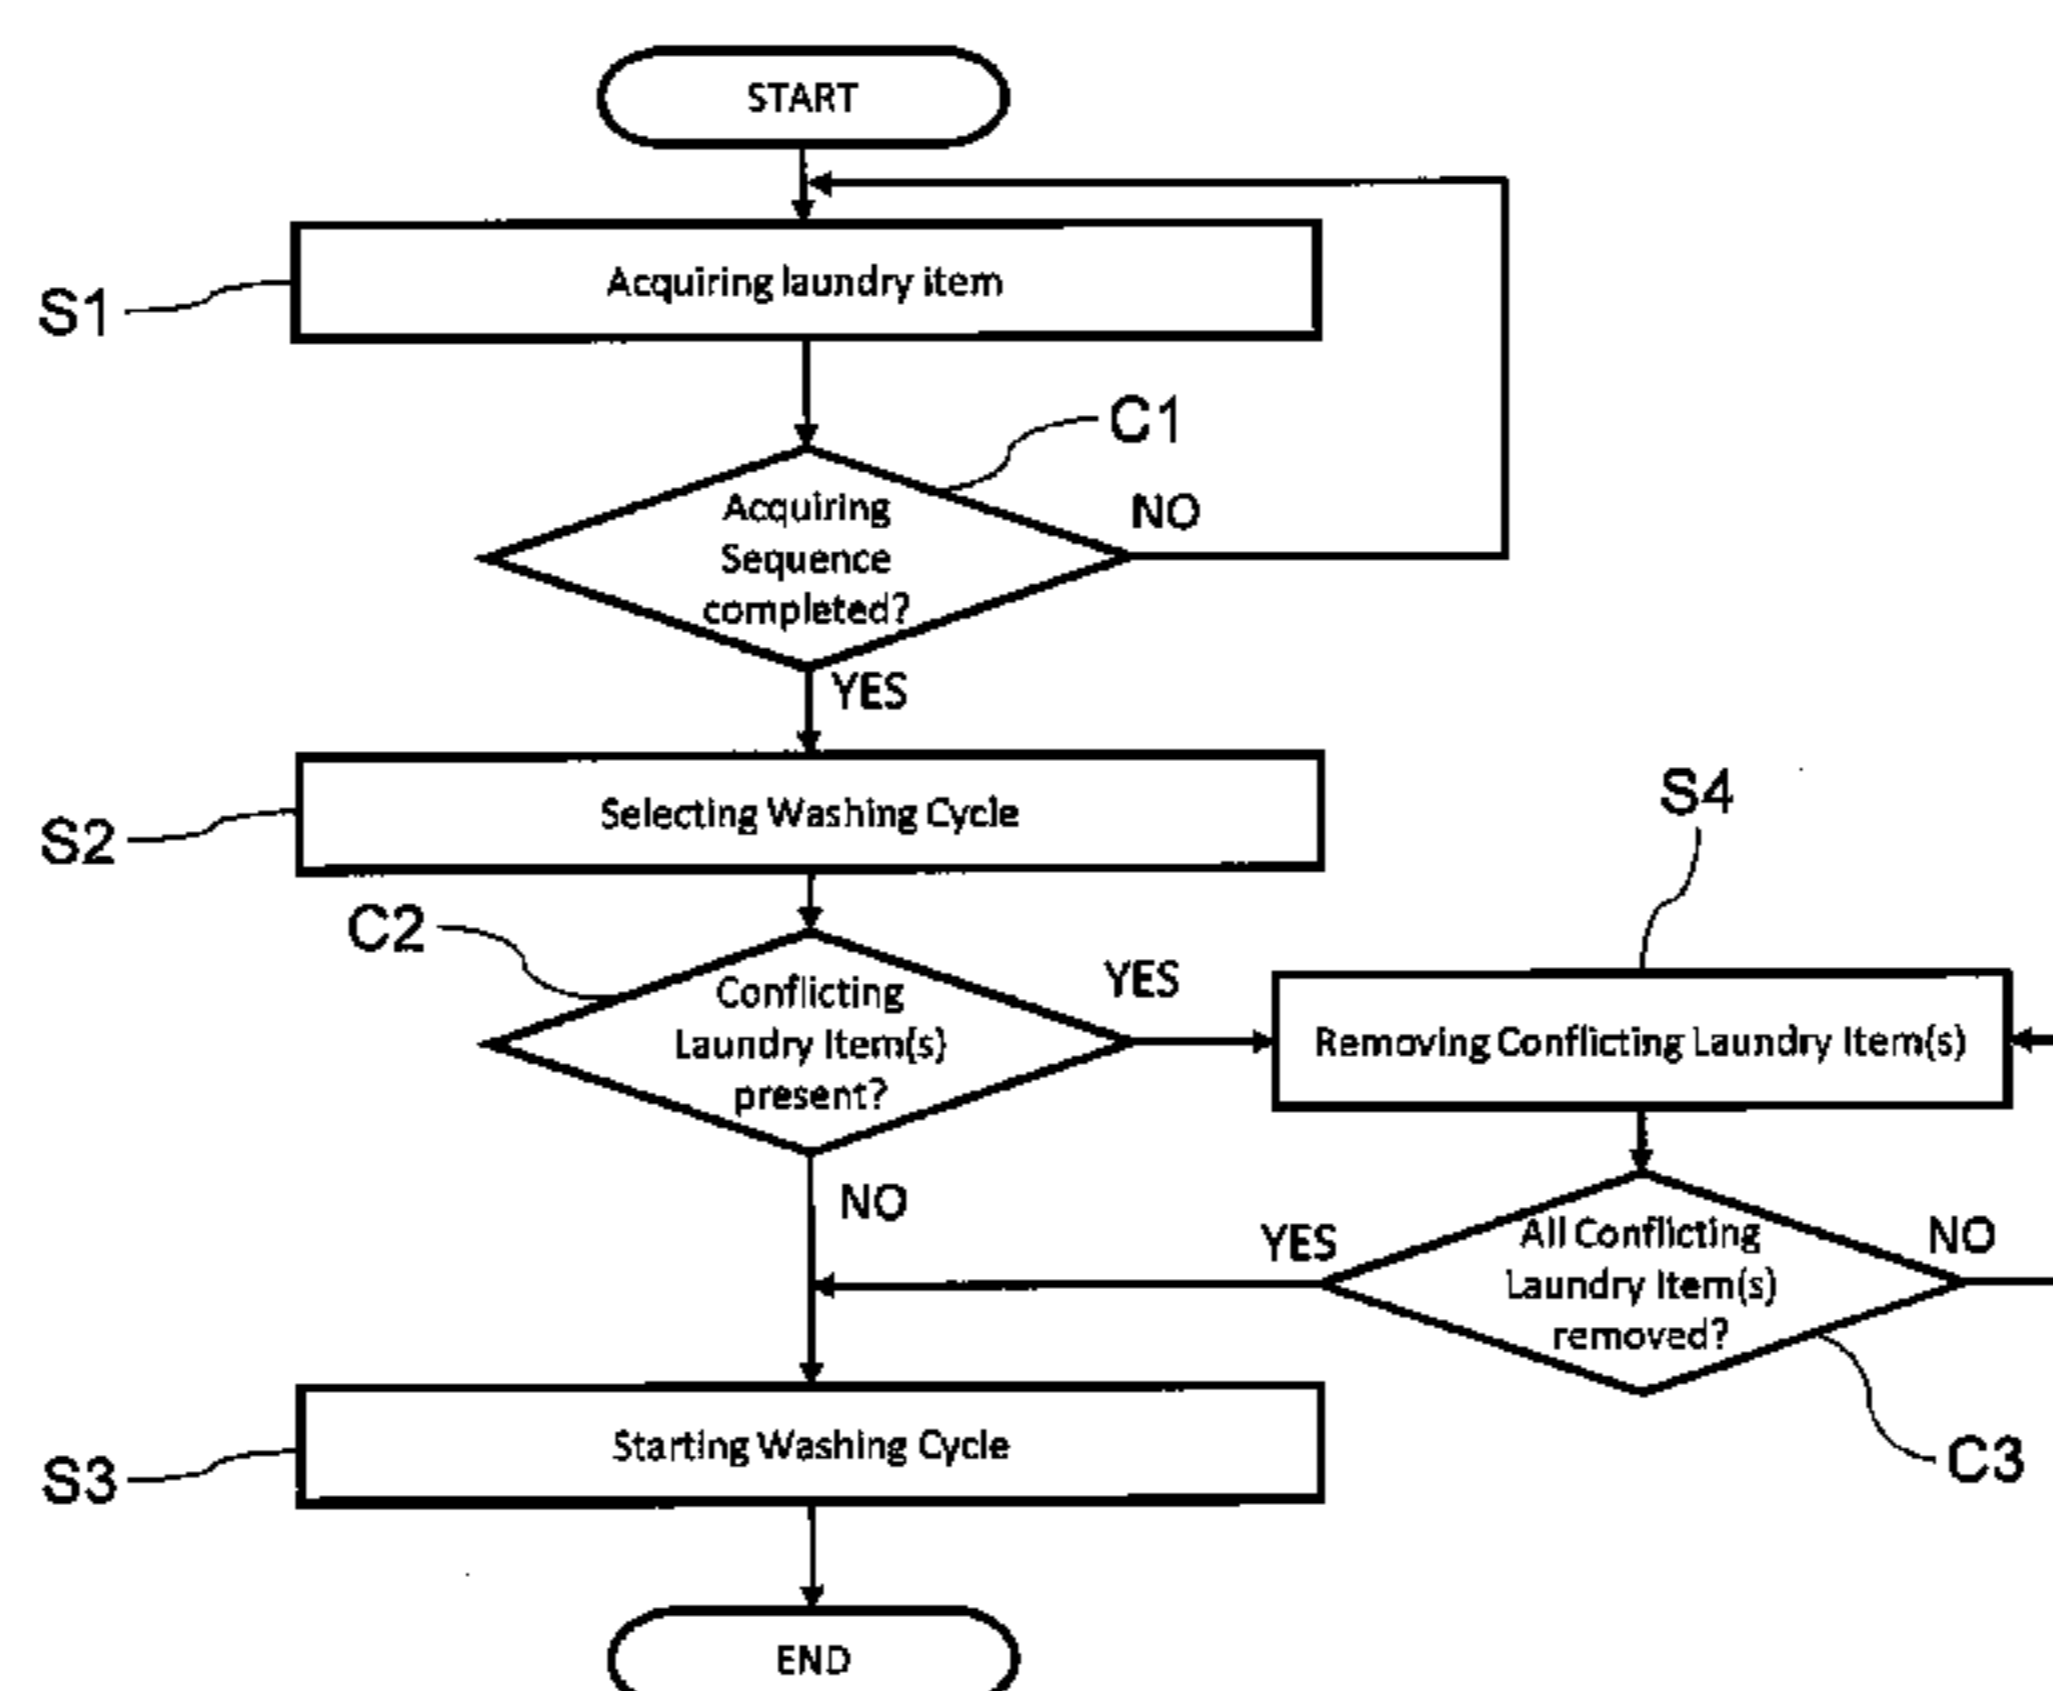 START
Acquiring laundry item
S1
C1
Acquiring
Sequence
completed?
NO
YES
Selecting Washing Cycle
S2
S4
C2
Conflicting
Laundry Item(s)
present?
YES
Removing Conflicting Laundry Item(s)
NO
YES
All Conflicting
Laundry Item(s)
removed?
NO
Starting Washing Cycle
S3
C3
END